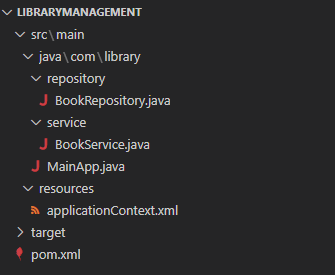 LIBRARYMANAGEMENT
src\main
java\com\library
repository
BookRepository.java
service
BookService.java
MainApp.java
resources
applicationContext.xml
target
pom.xml